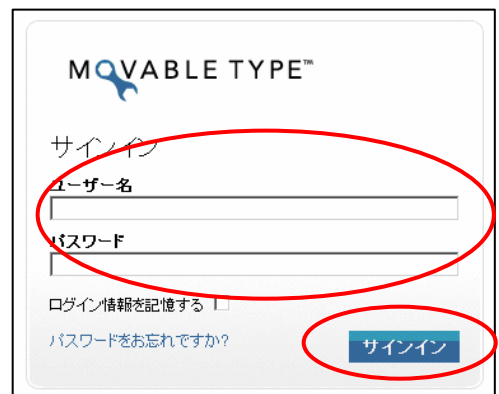 MOVABLE TYPE™
サインイン
ユーザー名
パスワード
ログイン情報を記憶する
パスワードをお忘れですか?
サインイン